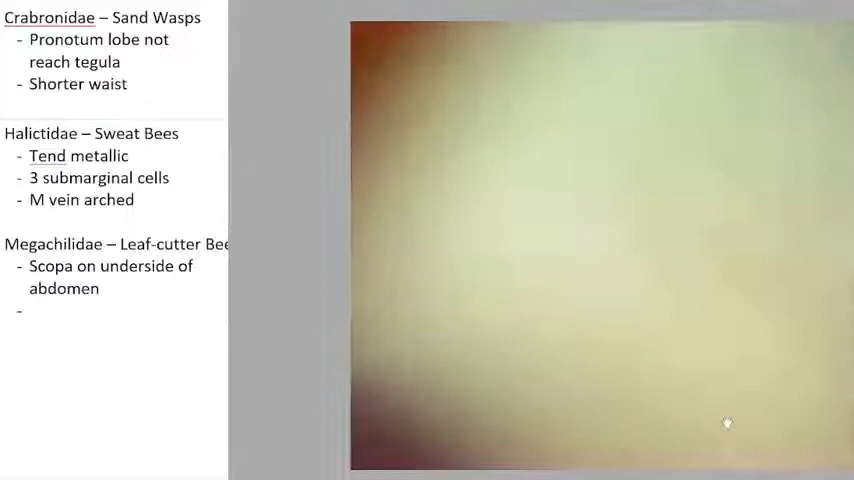 Crabronidae – Sand Wasps
- Pronotum lobe not
reach tegula
- Shorter waist
Halictidae – Sweat Bees
- Tend metallic
- 3 submarginal cells
- M vein arched
Megachilidae – Leaf-cutter Bee
- Scopa on underside of
abdomen
-